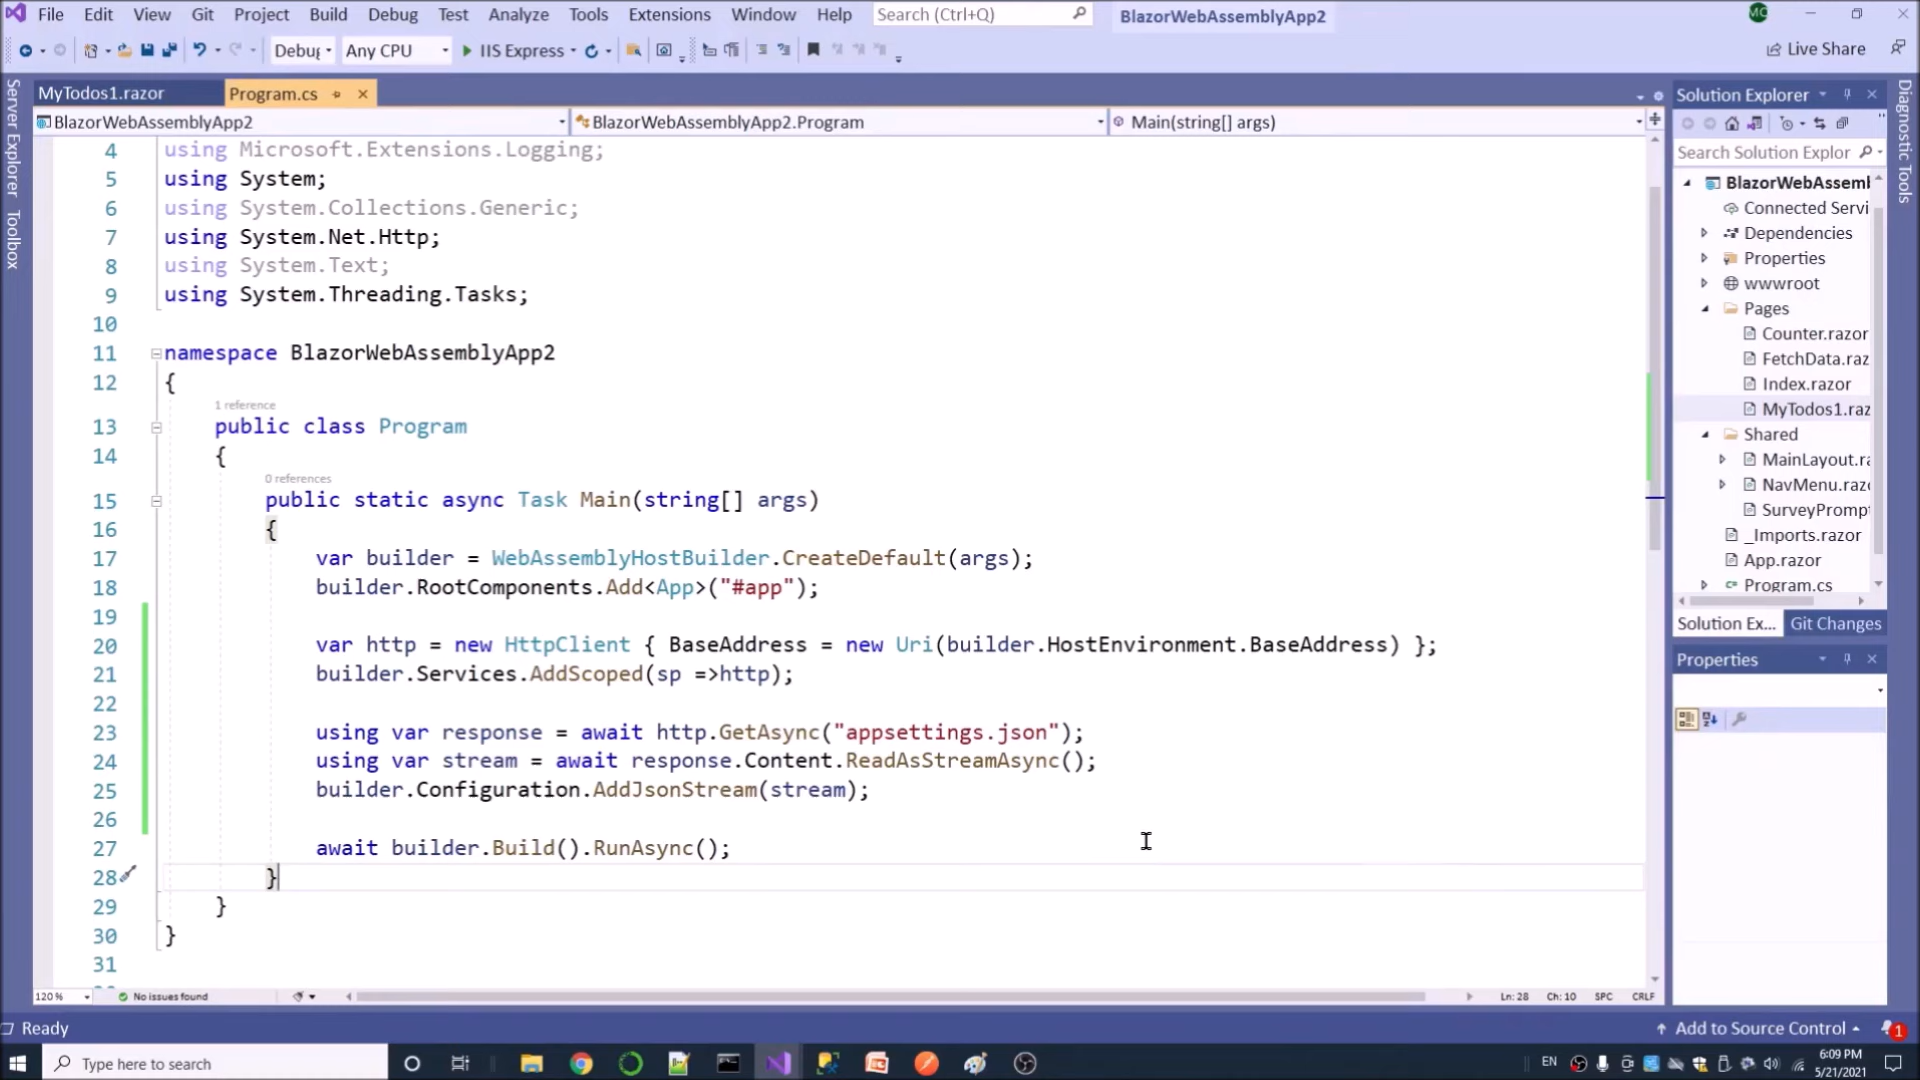 File Edit View Git Project Build Debug Test Analyze Tools Extensions Window Help Search (Ctrl+Q) BlazorWebAssemblyApp2 MC
Debug Any CPU IIS Express Live Share
Server Explorer
Toolbox
MyTodos1.razor Program.cs
BlazorWebAssemblyApp2 BlazorWebAssemblyApp2.Program Main(string[] args)
4 using Microsoft.Extensions.Logging;
5 using System;
6 using System.Collections.Generic;
7 using System.Net.Http;
8 using System.Text;
9 using System.Threading.Tasks;
10
11 namespace BlazorWebAssemblyApp2
12 {
1 reference
13 public class Program
14 {
0 references
15 public static async Task Main(string[] args)
16 {
17 var builder = WebAssemblyHostBuilder.CreateDefault(args);
18 builder.RootComponents.Add<App>("#app");
19
20 var http = new HttpClient { BaseAddress = new Uri(builder.HostEnvironment.BaseAddress) };
21 builder.Services.AddScoped(sp =>http);
22
23 using var response = await http.GetAsync("appsettings.json");
24 using var stream = await response.Content.ReadAsStreamAsync();
25 builder.Configuration.AddJsonStream(stream);
26
27 await builder.Build().RunAsync();
28 }
29 }
30 }
31
120 % No issues found Ln: 28 Ch: 10 SPC CRLF
Solution Explorer
Search Solution Explor
BlazorWebAssem
Connected Servi
Dependencies
Properties
wwwroot
Pages
Counter.razor
FetchData.raz
Index.razor
MyTodos1.raz
Shared
MainLayout.ra
NavMenu.razo
SurveyPromp
_Imports.razor
App.razor
Program.cs
Solution Ex... Git Changes
Properties
Diagnostic Tools
Ready Add to Source Control 1
Type here to search EN 6:09 PM
5/21/2021